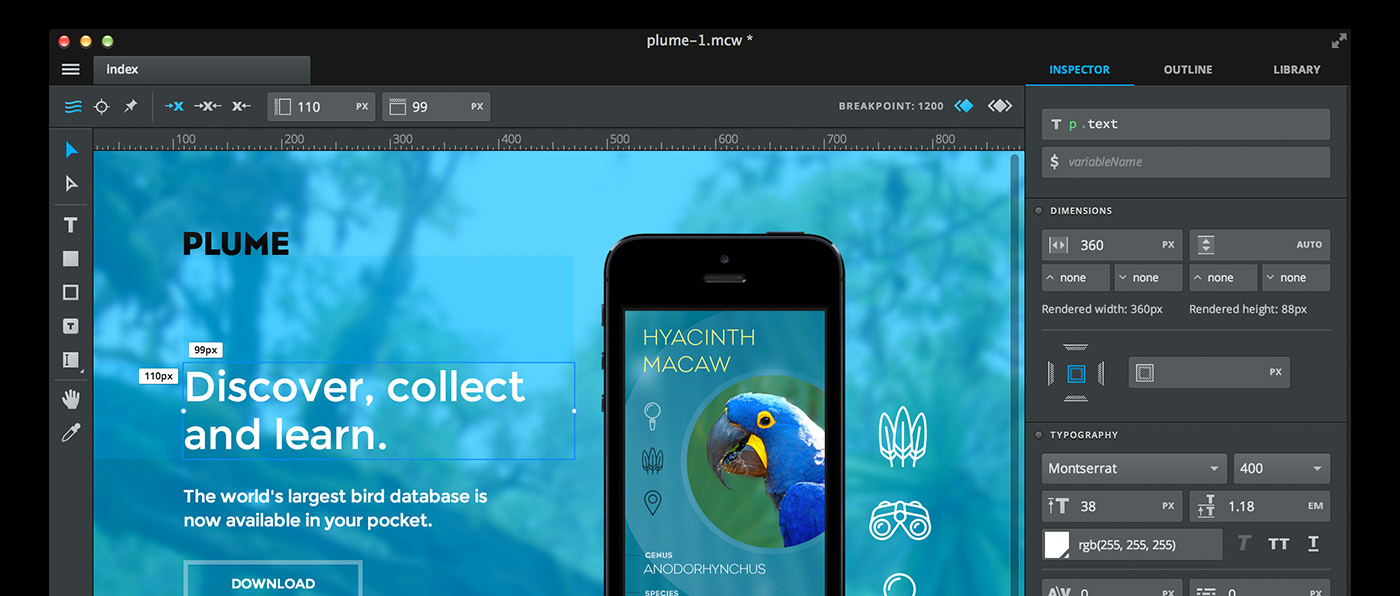 plume-1.mcw *
index
INSPECTOR
OUTLINE
LIBRARY
110 PX
99 PX
BREAKPOINT: 1200
T p .text
$ variableName
100 200 300 400 500 600 700 800
DIMENSIONS
360 PX
AUTO
none
none
none
none
Rendered width: 360px
Rendered height: 88px
PX
TYPOGRAPHY
Montserrat
400
38 PX
1.18 EM
rgb(255, 255, 255)
T TT T
AV 0 PX
0 PX
T
T
PLUME
99px
110px
Discover, collect
and learn.
The world's largest bird database is
now available in your pocket.
DOWNLOAD
HYACINTH
MACAW
GENUS
ANODORHYNCHUS
SPECIES